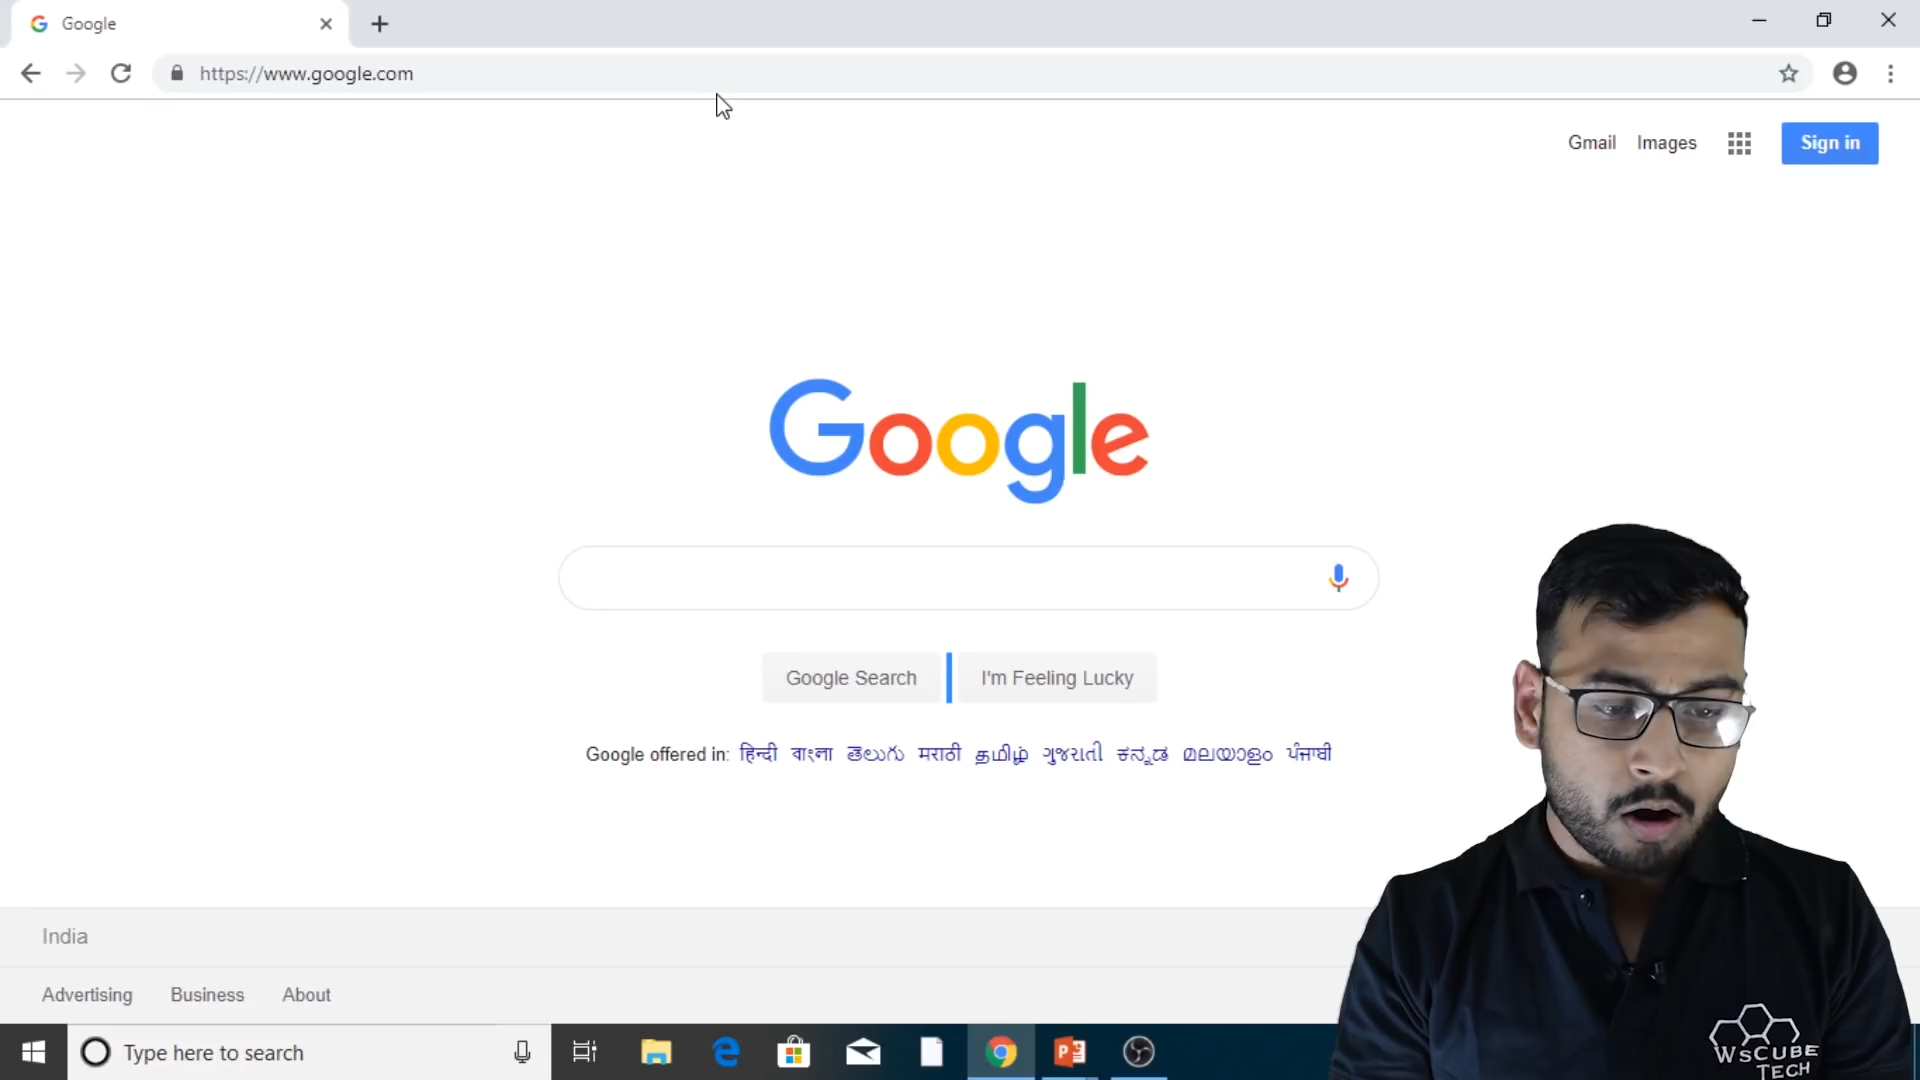 Google
https://www.google.com
Gmail Images Sign in
Google
Google Search I'm Feeling Lucky
Google offered in: हिन्दी বাংলা తెలుగు मराठी தமிழ் ગુજરાતી ಕನ್ನಡ മലയാളം ਪੰਜਾਬੀ
India
Advertising Business About
Type here to search
WSCUBE
TECH